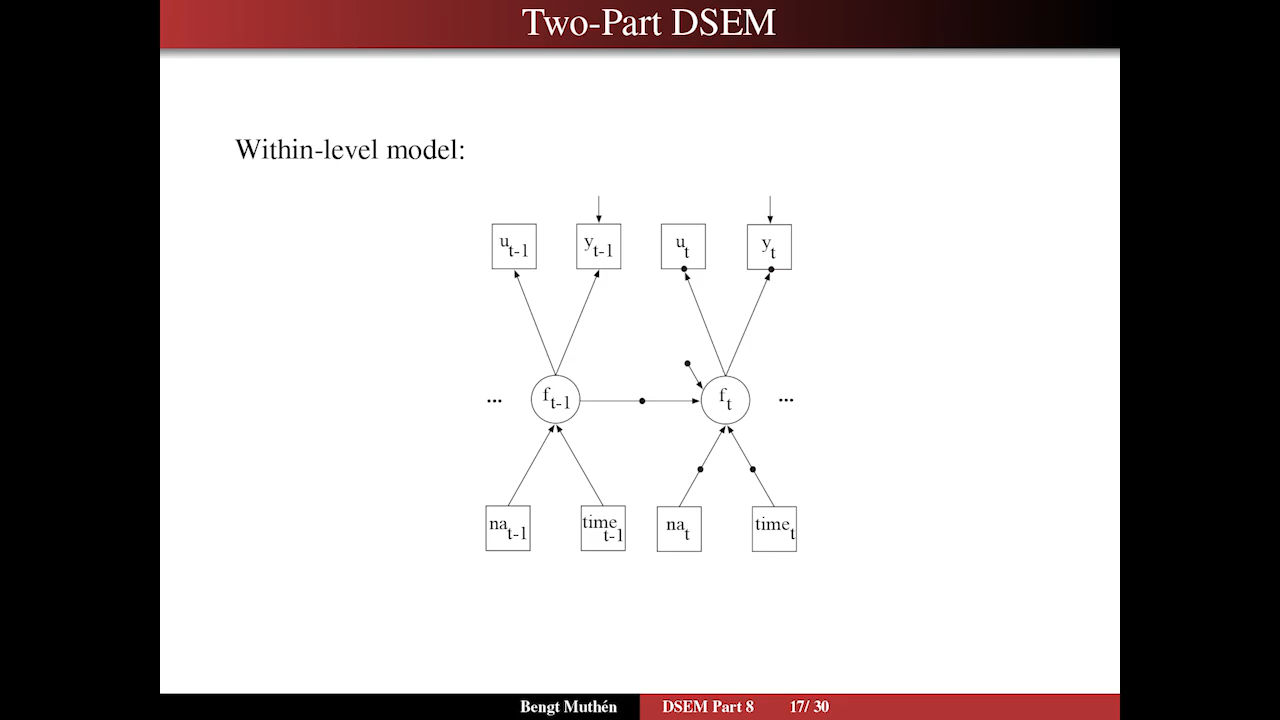 Two-Part DSEM
Within-level model:
u t-1 y t-1 u t y t
... f t-1 f t ...
na t-1 time t-1 na t time t
Bengt Muthén DSEM Part 8 17/ 30